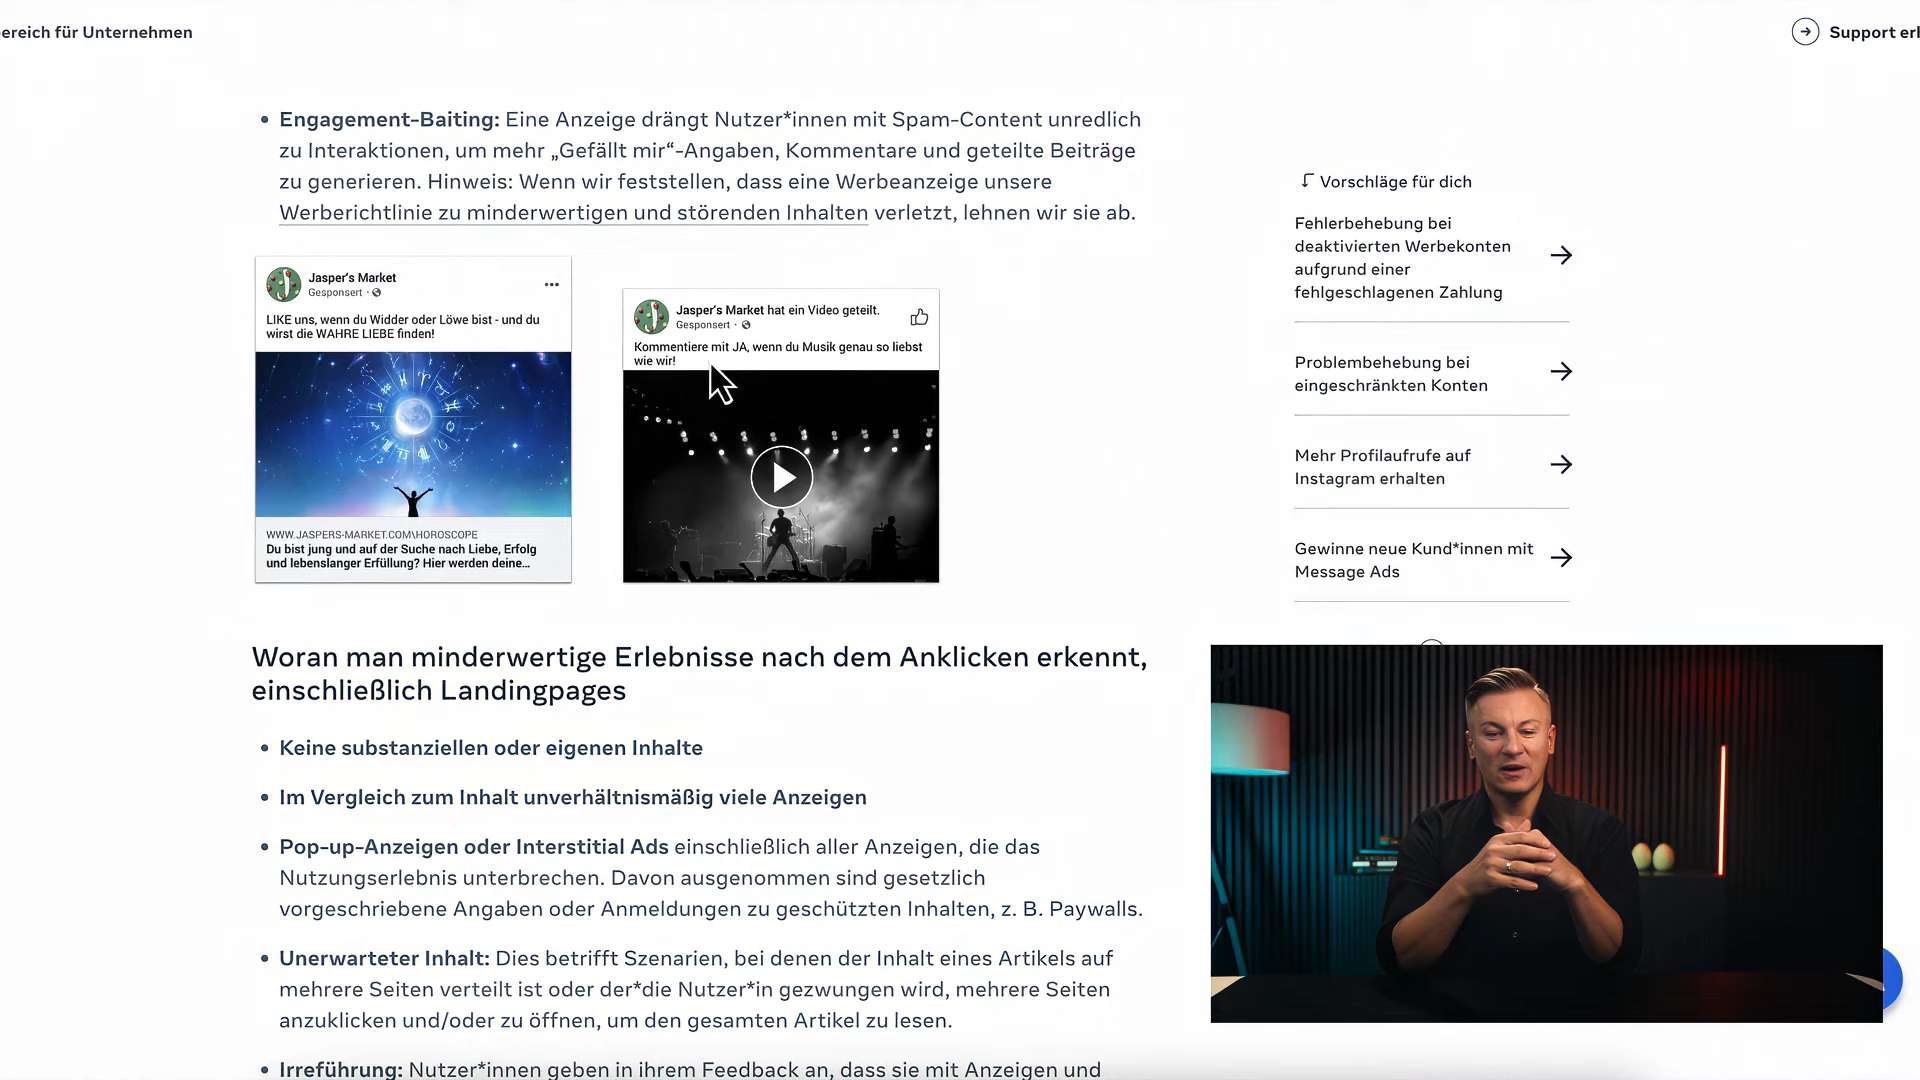 ereich für Unternehmen
Support erh
Engagement-Baiting: Eine Anzeige drängt Nutzer*innen mit Spam-Content unredlich
zu Interaktionen, um mehr „Gefällt mir“-Angaben, Kommentare und geteilte Beiträge
zu generieren. Hinweis: Wenn wir feststellen, dass eine Werbeanzeige unsere
Werberichtlinie zu minderwertigen und störenden Inhalten verletzt, lehnen wir sie ab.
Jasper's Market
Gesponsert ·
LIKE uns, wenn du Widder oder Löwe bist - und du
wirst die WAHRE LIEBE finden!
WWW.JASPERS-MARKET.COM\HOROSCOPE
Du bist jung und auf der Suche nach Liebe, Erfolg
und lebenslanger Erfüllung? Hier werden deine...
Jasper's Market hat ein Video geteilt.
Gesponsert ·
Kommentiere mit JA, wenn du Musik genau so liebst
wie wir!
Woran man minderwertige Erlebnisse nach dem Anklicken erkennt,
einschließlich Landingpages
Keine substanziellen oder eigenen Inhalte
Im Vergleich zum Inhalt unverhältnismäßig viele Anzeigen
Pop-up-Anzeigen oder Interstitial Ads einschließlich aller Anzeigen, die das
Nutzungserlebnis unterbrechen. Davon ausgenommen sind gesetzlich
vorgeschriebene Angaben oder Anmeldungen zu geschützten Inhalten, z. B. Paywalls.
Unerwarteter Inhalt: Dies betrifft Szenarien, bei denen der Inhalt eines Artikels auf
mehrere Seiten verteilt ist oder der*die Nutzer*in gezwungen wird, mehrere Seiten
anzuklicken und/oder zu öffnen, um den gesamten Artikel zu lesen.
Irreführung: Nutzer*innen geben in ihrem Feedback an, dass sie mit Anzeigen und
Vorschläge für dich
Fehlerbehebung bei
deaktivierten Werbekonten
aufgrund einer
fehlgeschlagenen Zahlung
Problembehebung bei
eingeschränkten Konten
Mehr Profilaufrufe auf
Instagram erhalten
Gewinne neue Kund*innen mit
Message Ads